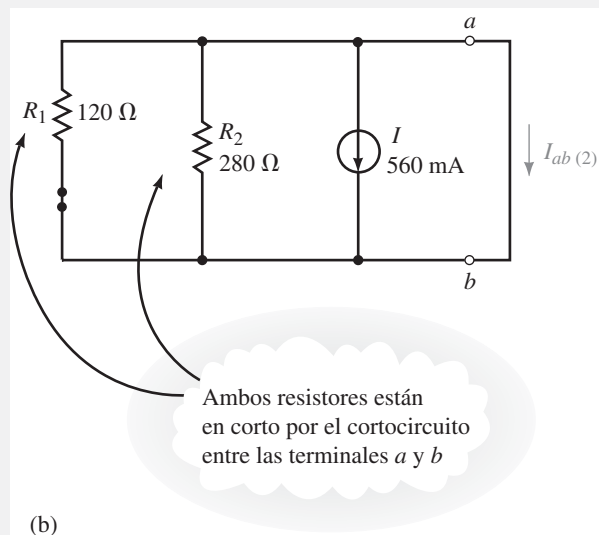 a
R1 120 Ω
R2
280 Ω
I
560 mA
Iab (2)
b
Ambos resistores están
en corto por el cortocircuito
entre las terminales a y b
(b)